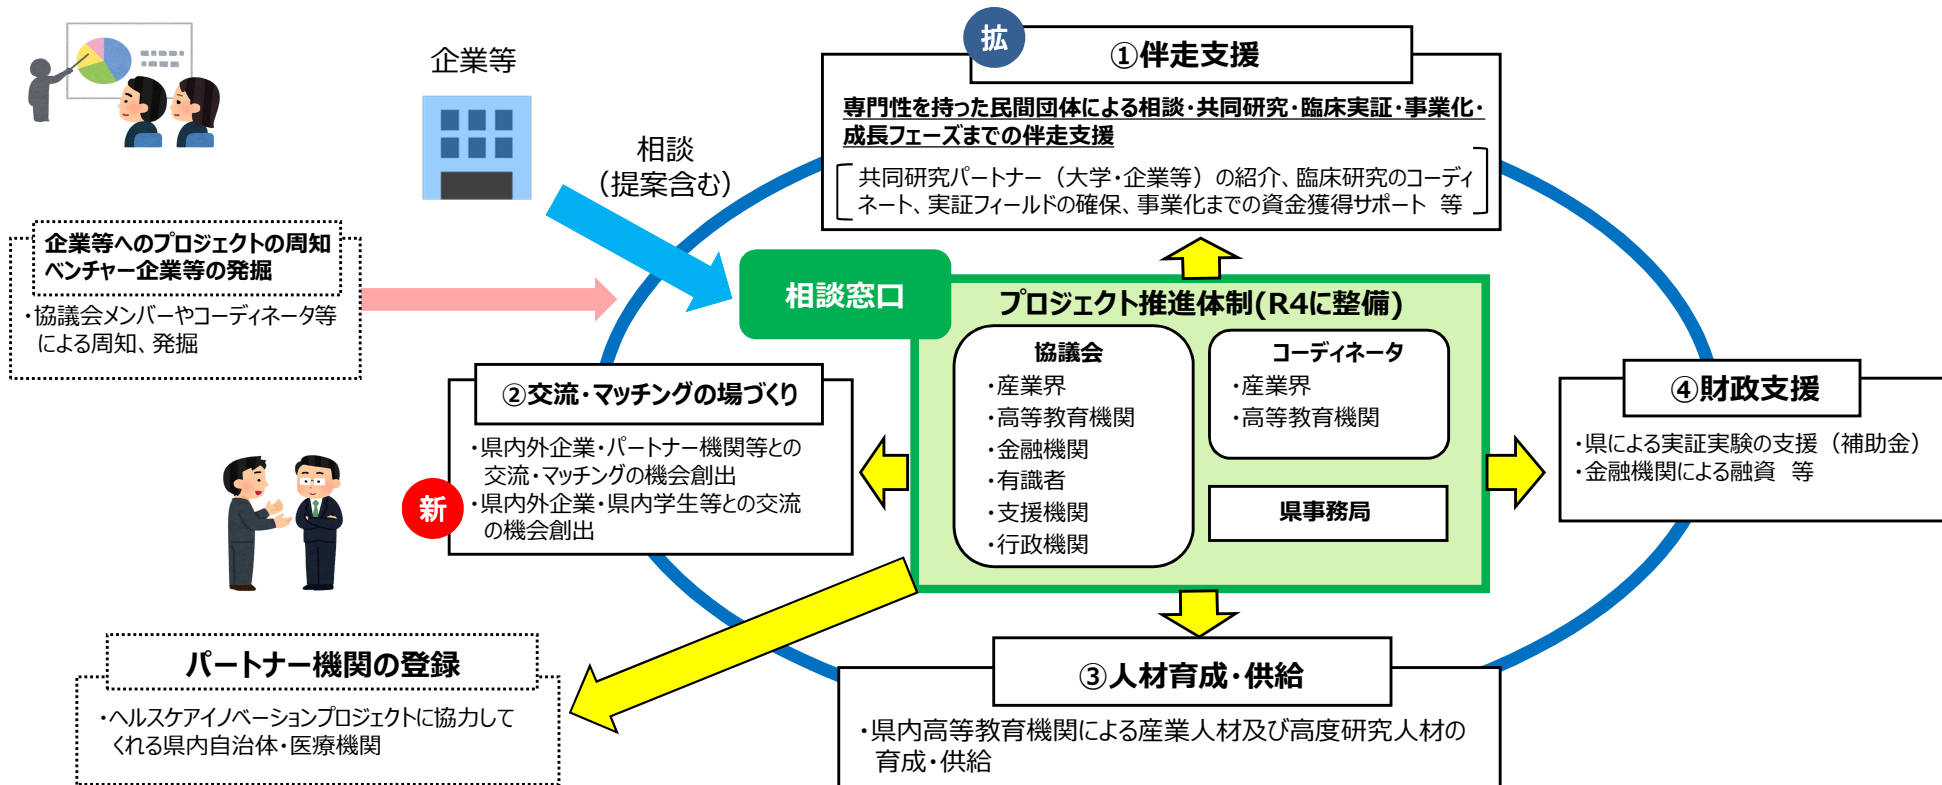 企業等
相談
（提案含む）
企業等へのプロジェクトの周知
ベンチャー企業等の発掘
・協議会メンバーやコーディネータ等
による周知、発掘
拡
①伴走支援
専門性を持った民間団体による相談・共同研究・臨床実証・事業化・
成長フェーズまでの伴走支援
共同研究パートナー（大学・企業等）の紹介、臨床研究のコーディ
ネート、実証フィールドの確保、事業化までの資金獲得サポート 等
相談窓口
プロジェクト推進体制(R4に整備)
協議会
・産業界
・高等教育機関
・金融機関
・有識者
・支援機関
・行政機関
コーディネータ
・産業界
・高等教育機関
県事務局
新
②交流・マッチングの場づくり
・県内外企業・パートナー機関等との
交流・マッチングの機会創出
・県内外企業・県内学生等との交流
の機会創出
④財政支援
・県による実証実験の支援（補助金）
・金融機関による融資 等
パートナー機関の登録
・ヘルスケアイノベーションプロジェクトに協力して
くれる県内自治体・医療機関
③人材育成・供給
・県内高等教育機関による産業人材及び高度研究人材の
育成・供給